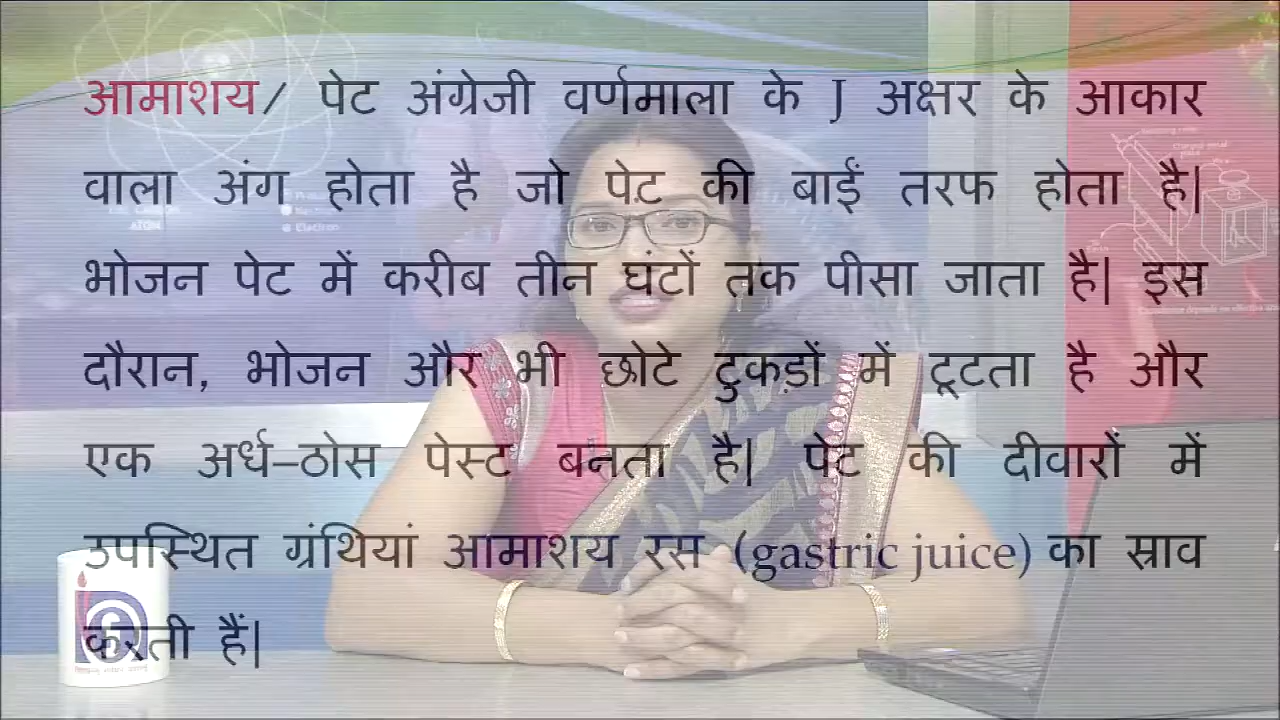 आमाशय/ पेट अंग्रेजी वर्णमाला के J अक्षर के आकार
वाला अंग होता है जो पेट की बाईं तरफ होता है|
भोजन पेट में करीब तीन घंटों तक पीसा जाता है| इस
दौरान, भोजन और भी छोटे टुकड़ों में टूटता है और
एक अर्ध–ठोस पेस्ट बनता है| पेट की दीवारों में
उपस्थित ग्रंथियां आमाशय रस (gastric juice) का स्राव
करती हैं|